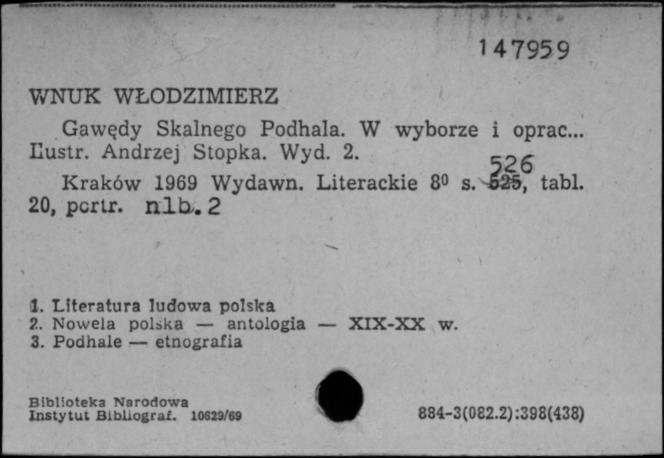 147959
WNUK WŁODZIMIERZ
Gawędy Skalnego Podhala. W wyborze i oprac...
Ilustr. Andrzej Stopka. Wyd. 2.
526
Kraków 1969 Wydawn. Literackie 8⁰ s. 525, tabl.
20, portr. nlb. 2
1. Literatura ludowa polska
2. Nowela polska — antologia — XIX-XX w.
3. Podhale — etnografia
Biblioteka Narodowa
Instytut Bibliograf. 10629/69
884-3(082.2):398(438)